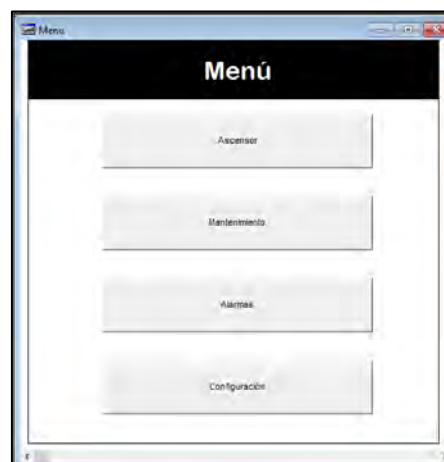 Menu
Menú
Ascensor
Mantenimiento
Alarmas
Configuración